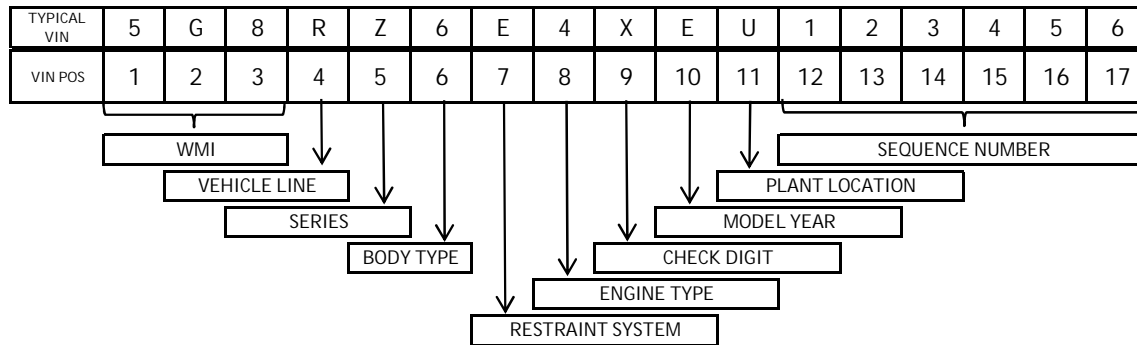 TYPICAL VIN 5 G 8 R Z 6 E 4 X E U 1 2 3 4 5 6
VIN POS 1 2 3 4 5 6 7 8 9 10 11 12 13 14 15 16 17
WMI SEQUENCE NUMBER
VEHICLE LINE PLANT LOCATION
SERIES MODEL YEAR
BODY TYPE CHECK DIGIT
ENGINE TYPE
RESTRAINT SYSTEM